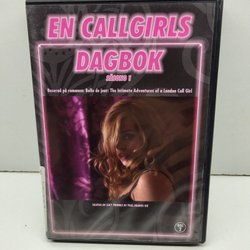 EN CALLGIRLS
DAGBOK
SÄSONG 1
Baserad på romanen: Belle de jour: The Intimate Adventures of a London Call Girl